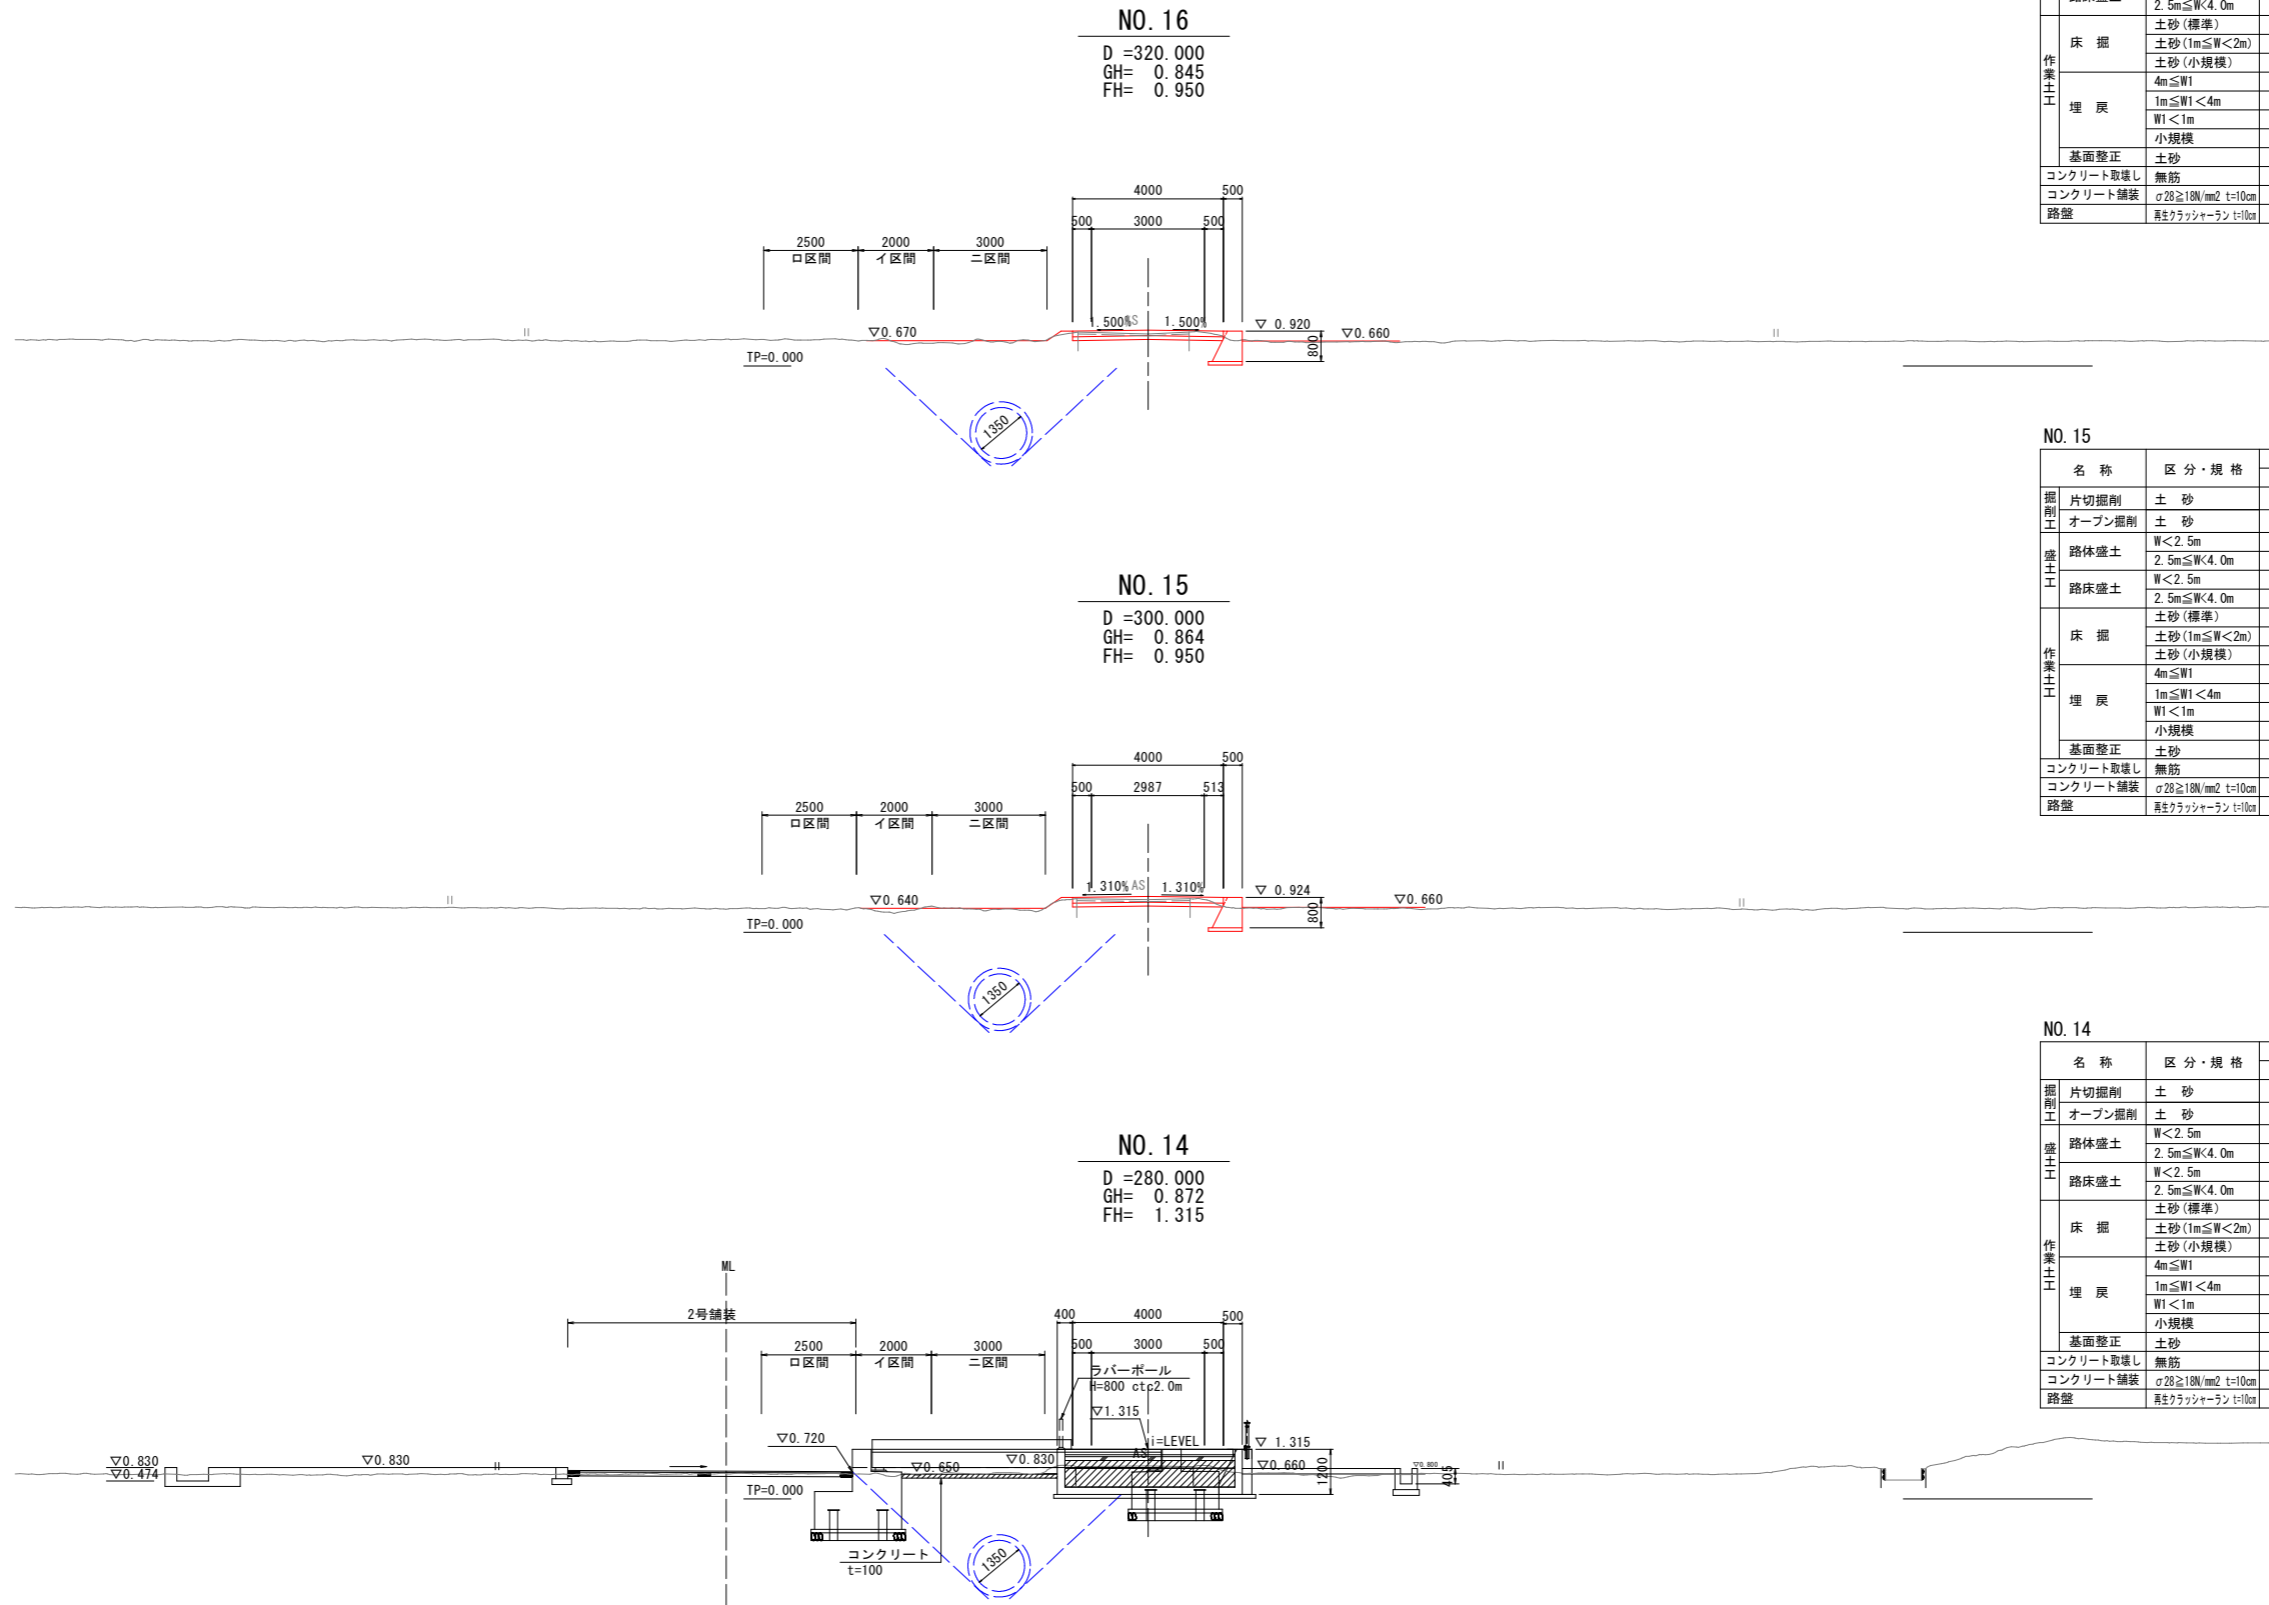 NO. 16
D =320.000
GH= 0.845
FH= 0.950
4000
500
500
3000
500
2500
2000
3000
ロ区間
イ区間
ニ区間
▽0.670
1.500%
AS
1.500%
▽ 0.920
▽0.660
800
TP=0.000
1350
NO. 15
D =300.000
GH= 0.864
FH= 0.950
4000
500
500
2987
513
2500
2000
3000
ロ区間
イ区間
ニ区間
▽0.640
1.310%
AS
1.310%
▽ 0.924
▽0.660
800
TP=0.000
1350
NO. 14
D =280.000
GH= 0.872
FH= 1.315
ML
2号舗装
400
4000
500
2500
2000
3000
500
3000
500
ロ区間
イ区間
ニ区間
ラバーポール
H=800 ctc2.0m
▽1.315
▽0.720
i=LEVEL
▽ 1.315
AS
▽0.830
▽0.474
▽0.830
▽0.650
▽0.830
▽0.660
1200
▽0.800
405
TP=0.000
コンクリート
t=100
1350
2.5m≦W<4.0m
作業土工
床 掘
土砂(標準)
土砂(1m≦W<2m)
土砂(小規模)
埋 戻
4m≦W1
1m≦W1<4m
W1<1m
小規模
基面整正 土砂
コンクリート取壊し 無筋
コンクリート舗装 σ28≧18N/mm2 t=10cm
路盤 再生クラッシャーラン t=10cm
NO. 15
名 称 区 分・規 格
掘削工
片切掘削 土 砂
オープン掘削 土 砂
盛土工
路体盛土
W<2.5m
2.5m≦W<4.0m
路床盛土
W<2.5m
2.5m≦W<4.0m
作業土工
床 掘
土砂(標準)
土砂(1m≦W<2m)
土砂(小規模)
埋 戻
4m≦W1
1m≦W1<4m
W1<1m
小規模
基面整正 土砂
コンクリート取壊し 無筋
コンクリート舗装 σ28≧18N/mm2 t=10cm
路盤 再生クラッシャーラン t=10cm
NO. 14
名 称 区 分・規 格
掘削工
片切掘削 土 砂
オープン掘削 土 砂
盛土工
路体盛土
W<2.5m
2.5m≦W<4.0m
路床盛土
W<2.5m
2.5m≦W<4.0m
作業土工
床 掘
土砂(標準)
土砂(1m≦W<2m)
土砂(小規模)
埋 戻
4m≦W1
1m≦W1<4m
W1<1m
小規模
基面整正 土砂
コンクリート取壊し 無筋
コンクリート舗装 σ28≧18N/mm2 t=10cm
路盤 再生クラッシャーラン t=10cm